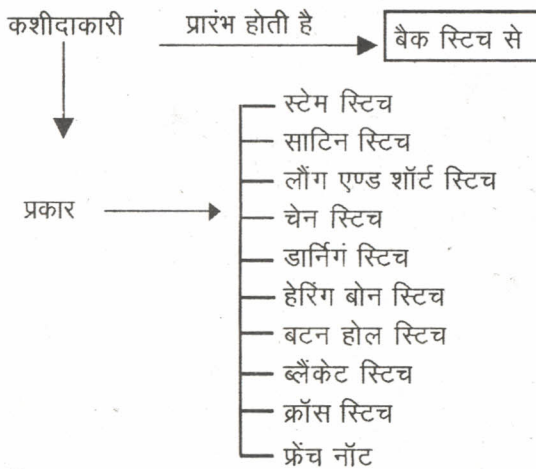 कशीदाकारी प्रारंभ होती है बैक स्टिच से
स्टेम स्टिच
साटिन स्टिच
लौंग एण्ड शॉर्ट स्टिच
प्रकार
चेन स्टिच
डार्निगं स्टिच
हेरिंग बोन स्टिच
बटन होल स्टिच
ब्लैंकेट स्टिच
क्रॉस स्टिच
फ्रेंच नॉट